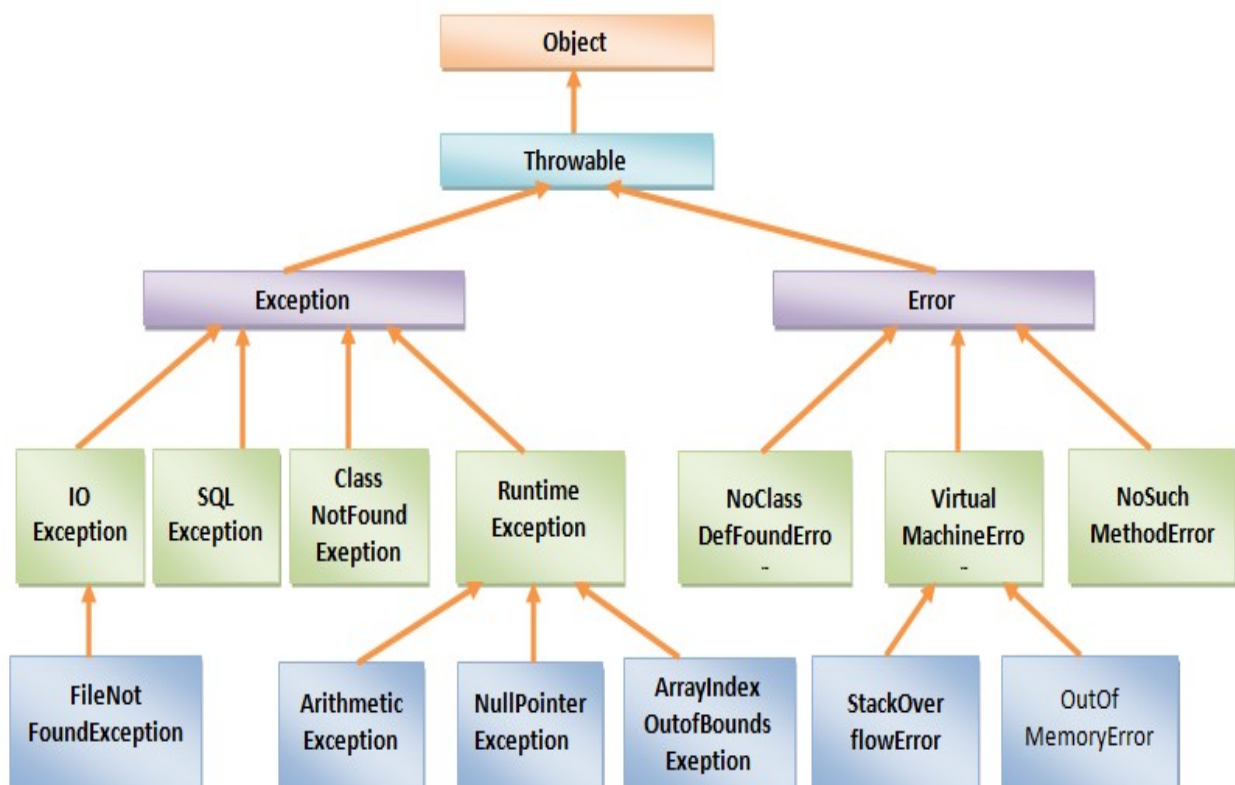 Object
Throwable
Exception
Error
IO
Exception
SQL
Exception
Class
NotFound
Exeption
Runtime
Exception
NoClass
DefFoundErro
..
Virtual
MachineErro
..
NoSuch
MethodError
FileNot
FoundException
Arithmetic
Exception
NullPointer
Exception
ArrayIndex
OutofBounds
Exeption
StackOver
flowError
OutOf
MemoryError